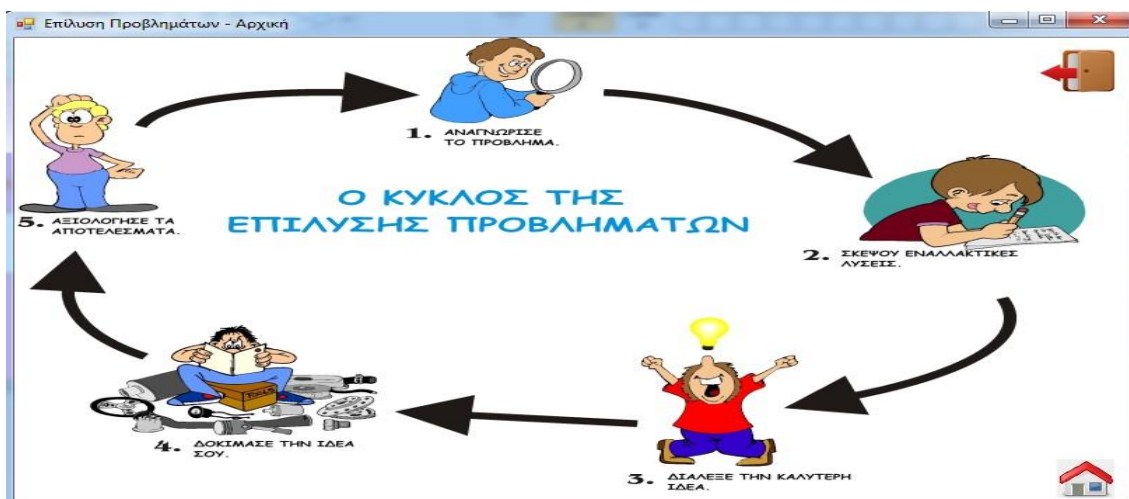 Επίλυση Προβλημάτων - Αρχική
1. ΑΝΑΓΝΩΡΙΣΕ
ΤΟ ΠΡΟΒΛΗΜΑ.
Ο ΚΥΚΛΟΣ ΤΗΣ
ΕΠΙΛΥΣΗΣ ΠΡΟΒΛΗΜΑΤΩΝ
2. ΣΚΕΨΟΥ ΕΝΑΛΛΑΚΤΙΚΕΣ
ΛΥΣΕΙΣ.
3. ΔΙΑΛΕΞΕ ΤΗΝ ΚΑΛΥΤΕΡΗ
ΙΔΕΑ.
4. ΔΟΚΙΜΑΣΕ ΤΗΝ ΙΔΕΑ
ΣΟΥ.
TOOLS
5. ΑΞΙΟΛΟΓΗΣΕ ΤΑ
ΑΠΟΤΕΛΕΣΜΑΤΑ.